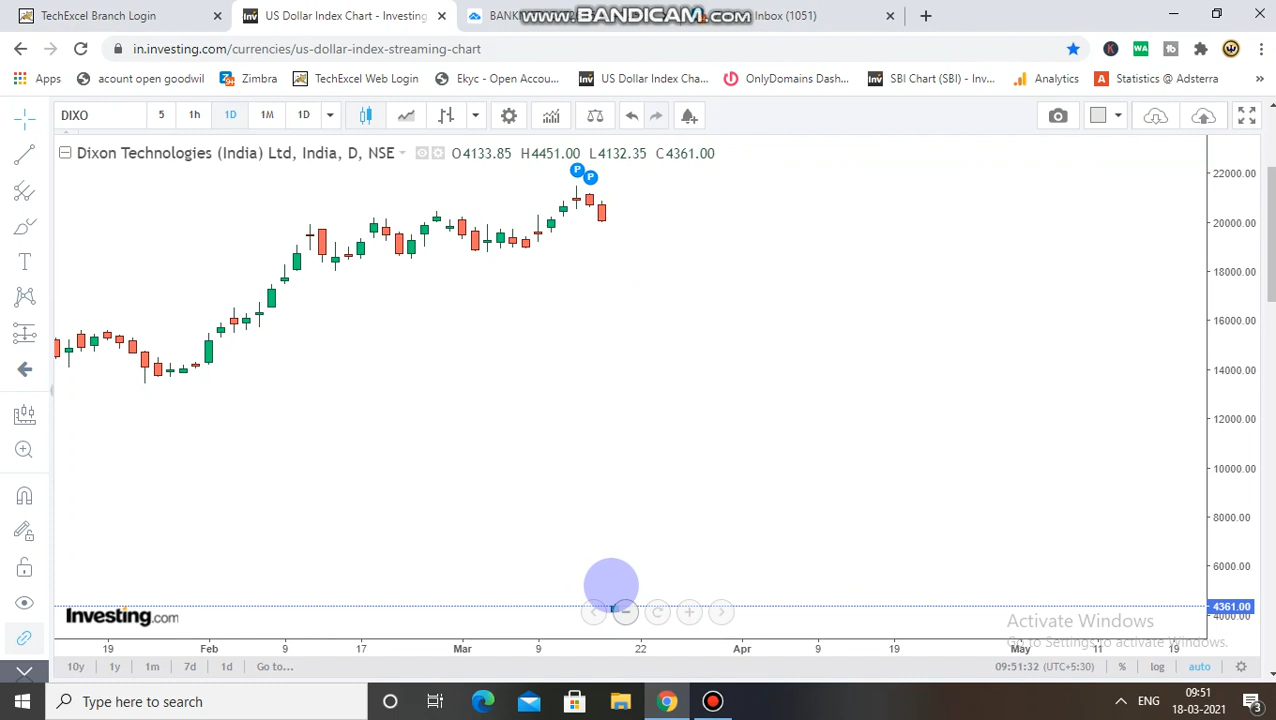 TechExcel Branch Login
US Dollar Index Chart - Investing
BANK
www.BANDICAM.com
Inbox (1051)
in.investing.com/currencies/us-dollar-index-streaming-chart
Apps
acount open goodwil
Zimbra
TechExcel Web Login
Ekyc - Open Accou...
US Dollar Index Cha...
OnlyDomains Dash...
SBI Chart (SBI) - Inv...
Analytics
Statistics @ Adsterra
»
DIXO
5
1h
1D
1M
1D
Dixon Technologies (India) Ltd, India, D, NSE
O4133.85 H4451.00 L4132.35 C4361.00
P
P
22000.00
20000.00
18000.00
16000.00
14000.00
12000.00
10000.00
8000.00
6000.00
4361.00
4000.00
Investing.com
Activate Windows
Go to Settings to activate Windows.
19
Feb
9
17
Mar
9
22
Apr
9
19
May
11
19
10y
1y
1m
7d
1d
Go to...
09:51:32 (UTC+5:30)
%
log
auto
Type here to search
ENG
09:51
18-03-2021
3